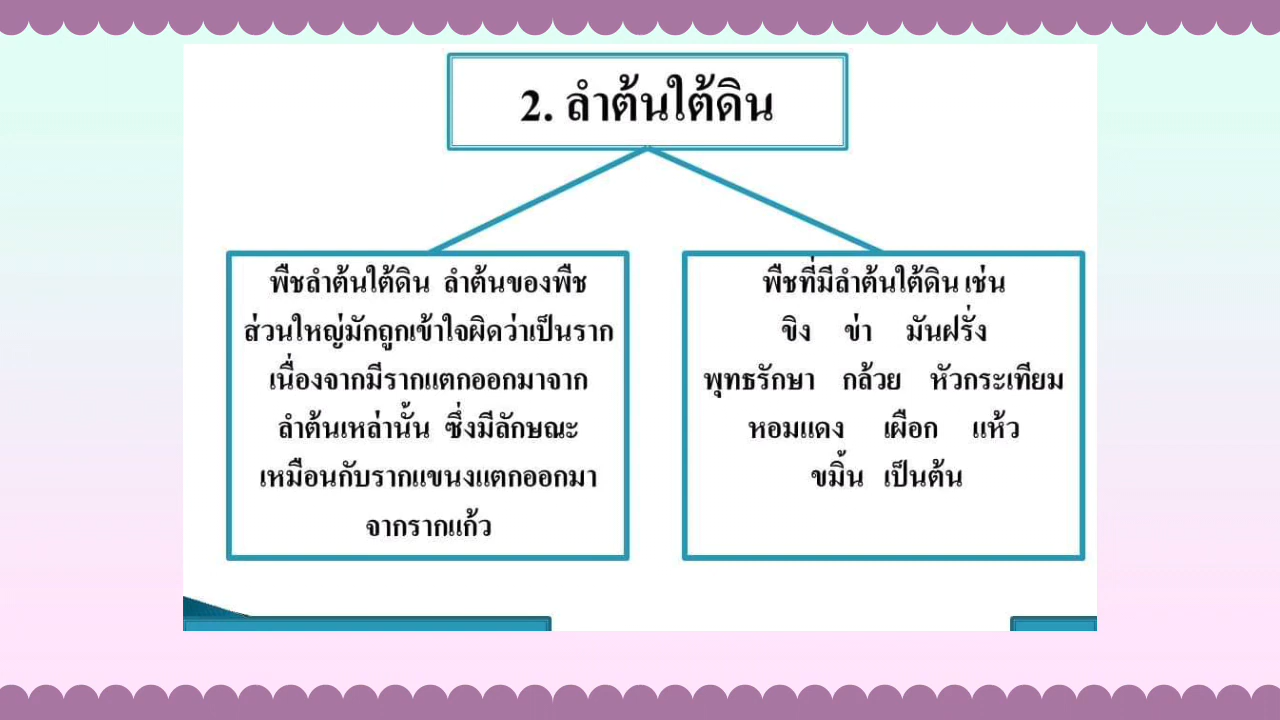 2. ลำต้นใต้ดิน
พืชลำต้นใต้ดิน ลำต้นของพืช
ส่วนใหญ่มักถูกเข้าใจผิดว่าเป็นราก
เนื่องจากมีรากแตกออกมาจาก
ลำต้นเหล่านั้น ซึ่งมีลักษณะ
เหมือนกับรากแขนงแตกออกมา
จากรากแก้ว
พืชที่มีลำต้นใต้ดิน เช่น
ขิง ข่า มันฝรั่ง
พุทธรักษา กล้วย หัวกระเทียม
หอมแดง เผือก แห้ว
ขมิ้น เป็นต้น